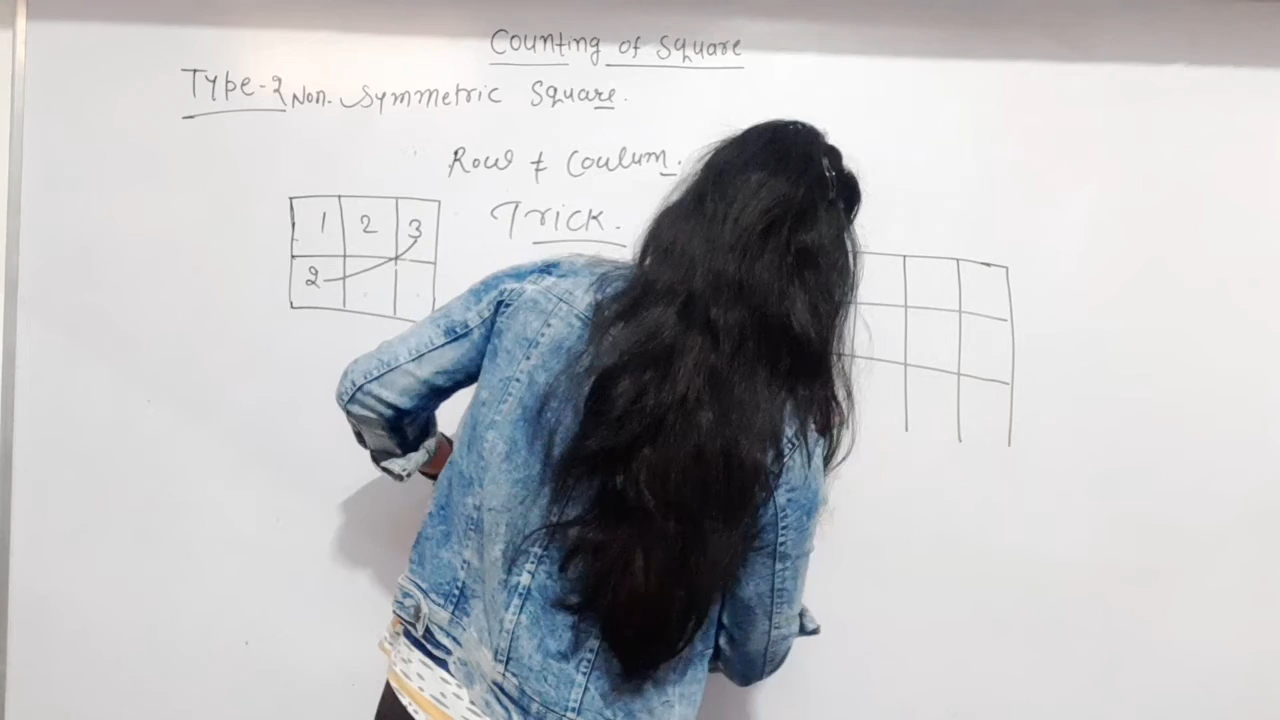 Counting of Square
Type-2 Non. Symmetric Square.
Row ≠ Coulum.
Trick.
1 2 3
2